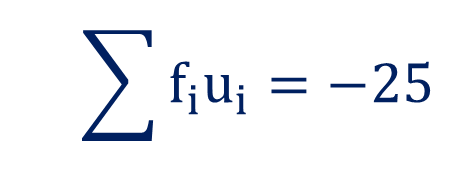 ∑ fᵢuᵢ = −25